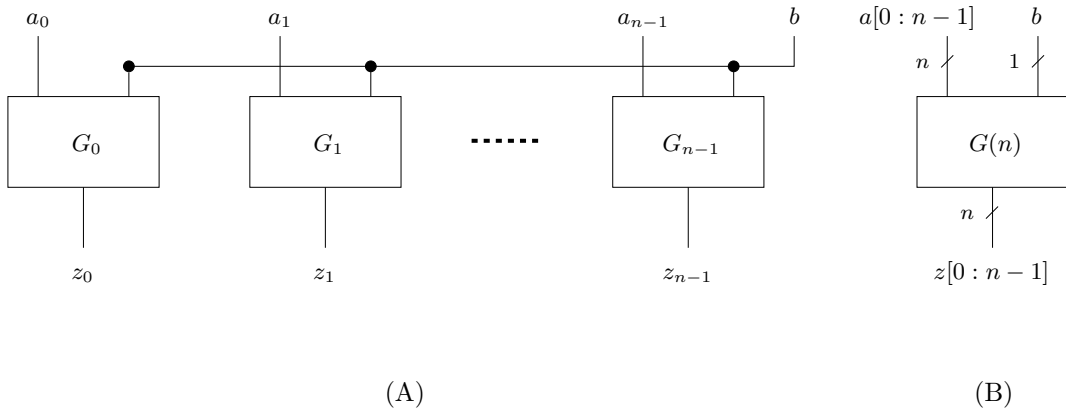 a_0 a_1 a_{n-1} b a[0 : n − 1] b
n 1
G_0 G_1 G_{n-1} G(n)
n
z_0 z_1 z_{n-1} z[0 : n − 1]
(A) (B)